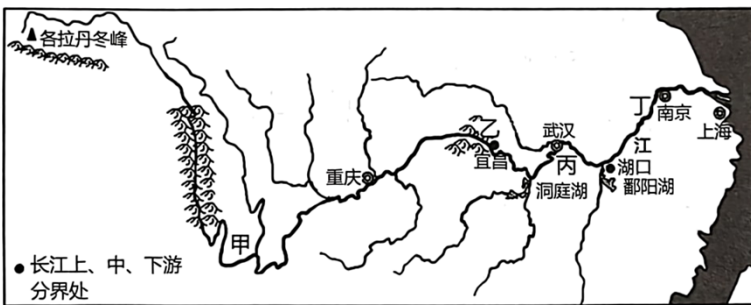 各拉丹冬峰
丁
南京
上海
乙
武汉
江
宜昌
丙
湖口
重庆
洞庭湖
鄱阳湖
甲
长江上、中、下游
分界处